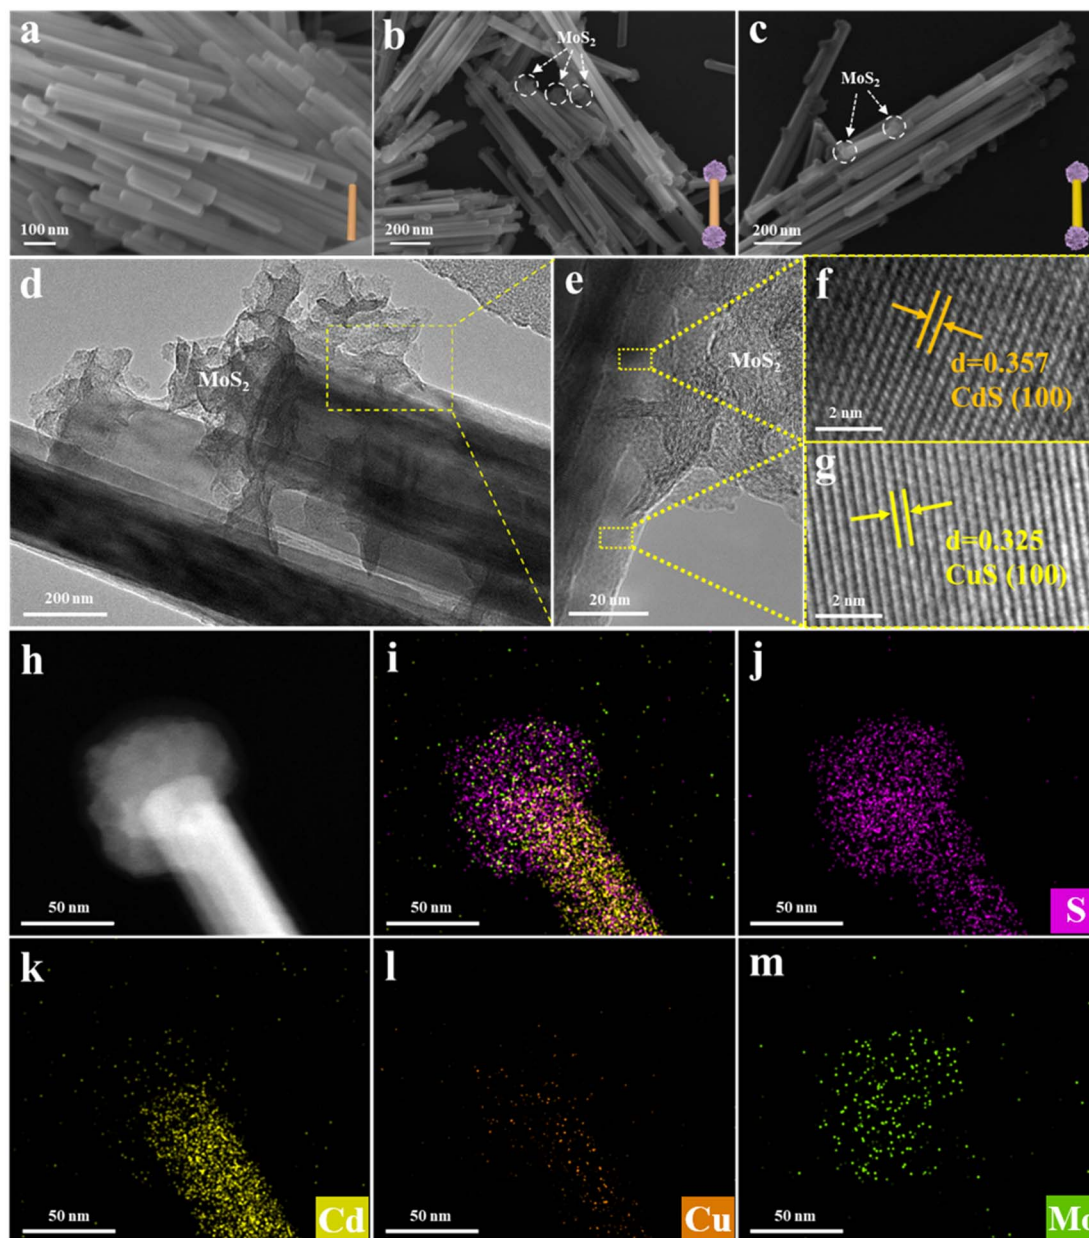 a
b
c
MoS₂
MoS₂
100 nm
200 nm
200 nm
d
e
f
g
MoS₂
MoS₂
d=0.357
CdS (100)
2 nm
d=0.325
CuS (100)
200 nm
20 nm
2 nm
h
i
j
50 nm
50 nm
50 nm
S
k
l
m
50 nm
Cd
50 nm
Cu
50 nm
Mo